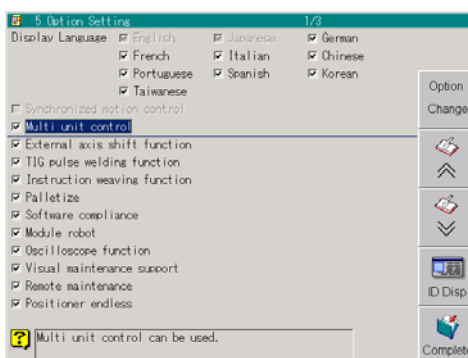 5 Option Setting 1/3
Display Language English Japanese German
French Italian Chinese
Portuguese Spanish Korean
Taiwanese
Synchronized motion control
Multi unit control
External axis shift function
TIG pulse welding function
Instruction weaving function
Palletize
Software compliance
Module robot
Oscilloscope function
Visual maintenance support
Remote maintenance
Positioner endless
Multi unit control can be used.
Option
Change
ID Disp
Complete